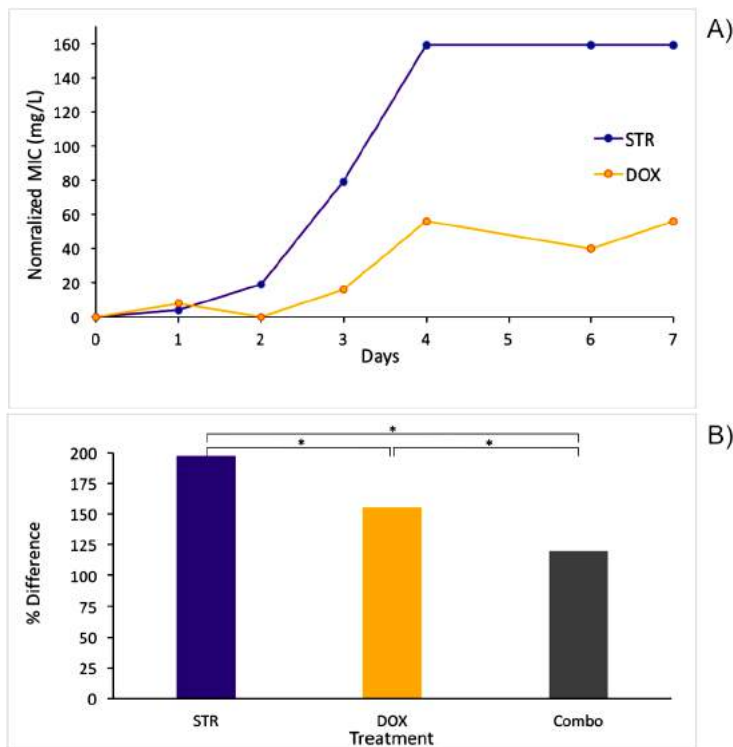 A)
160
140
120
100
80
60
40
20
0
Nomralized MIC (mg/L)
STR
DOX
0 1 2 3 4 5 6 7
Days
B)
*
* *
200
175
150
125
100
75
50
25
0
% Difference
STR DOX Combo
Treatment